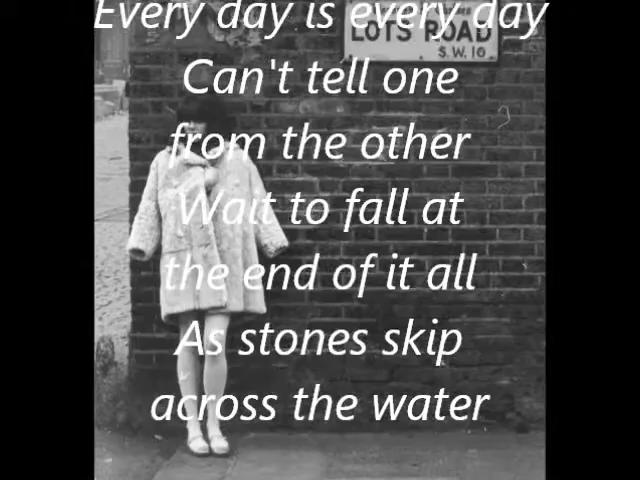 Every day is every day
LOTS ROAD
S.W.10
Can't tell one
from the other
Wait to fall at
the end of it all
As stones skip
across the water